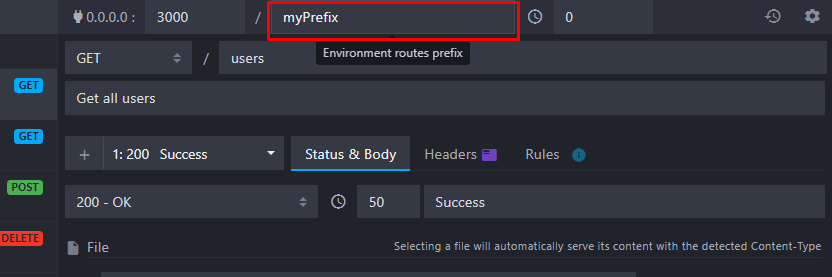 0.0.0.0 : 3000 / myPrefix 0
Environment routes prefix
GET / users
GET
Get all users
GET
+ 1: 200 Success Status & Body Headers Rules i
POST
200 - OK 50 Success
DELETE
File Selecting a file will automatically serve its content with the detected Content-Type